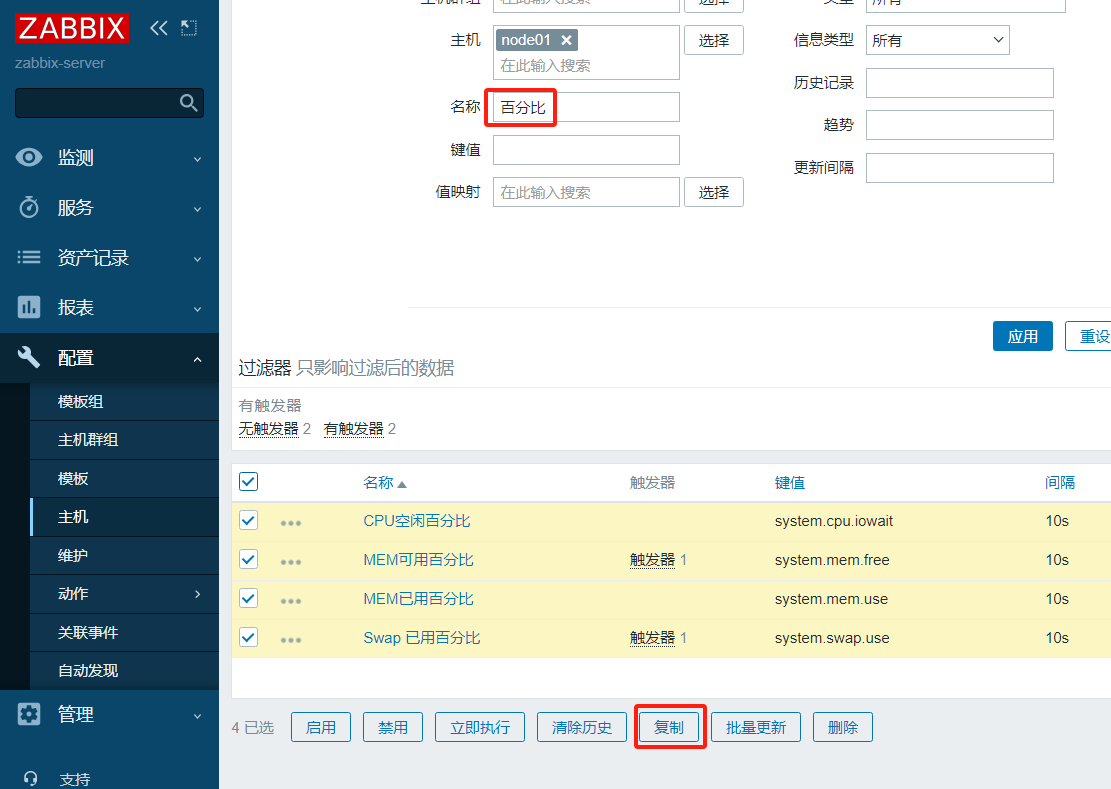 ZABBIX
zabbix-server
监测
服务
资产记录
报表
配置
模板组
主机群组
模板
主机
维护
动作
关联事件
自动发现
管理
支持
主机群组 在此输入搜索 选择 类型 所有
主机 node01 选择 信息类型 所有
在此输入搜索
历史记录
名称 百分比
趋势
键值
更新间隔
值映射 在此输入搜索 选择
应用 重设
过滤器 只影响过滤后的数据
有触发器
无触发器 2 有触发器 2
名称 触发器 键值 间隔
CPU空闲百分比 system.cpu.iowait 10s
MEM可用百分比 触发器 1 system.mem.free 10s
MEM已用百分比 system.mem.use 10s
Swap 已用百分比 触发器 1 system.swap.use 10s
4 已选 启用 禁用 立即执行 清除历史 复制 批量更新 删除